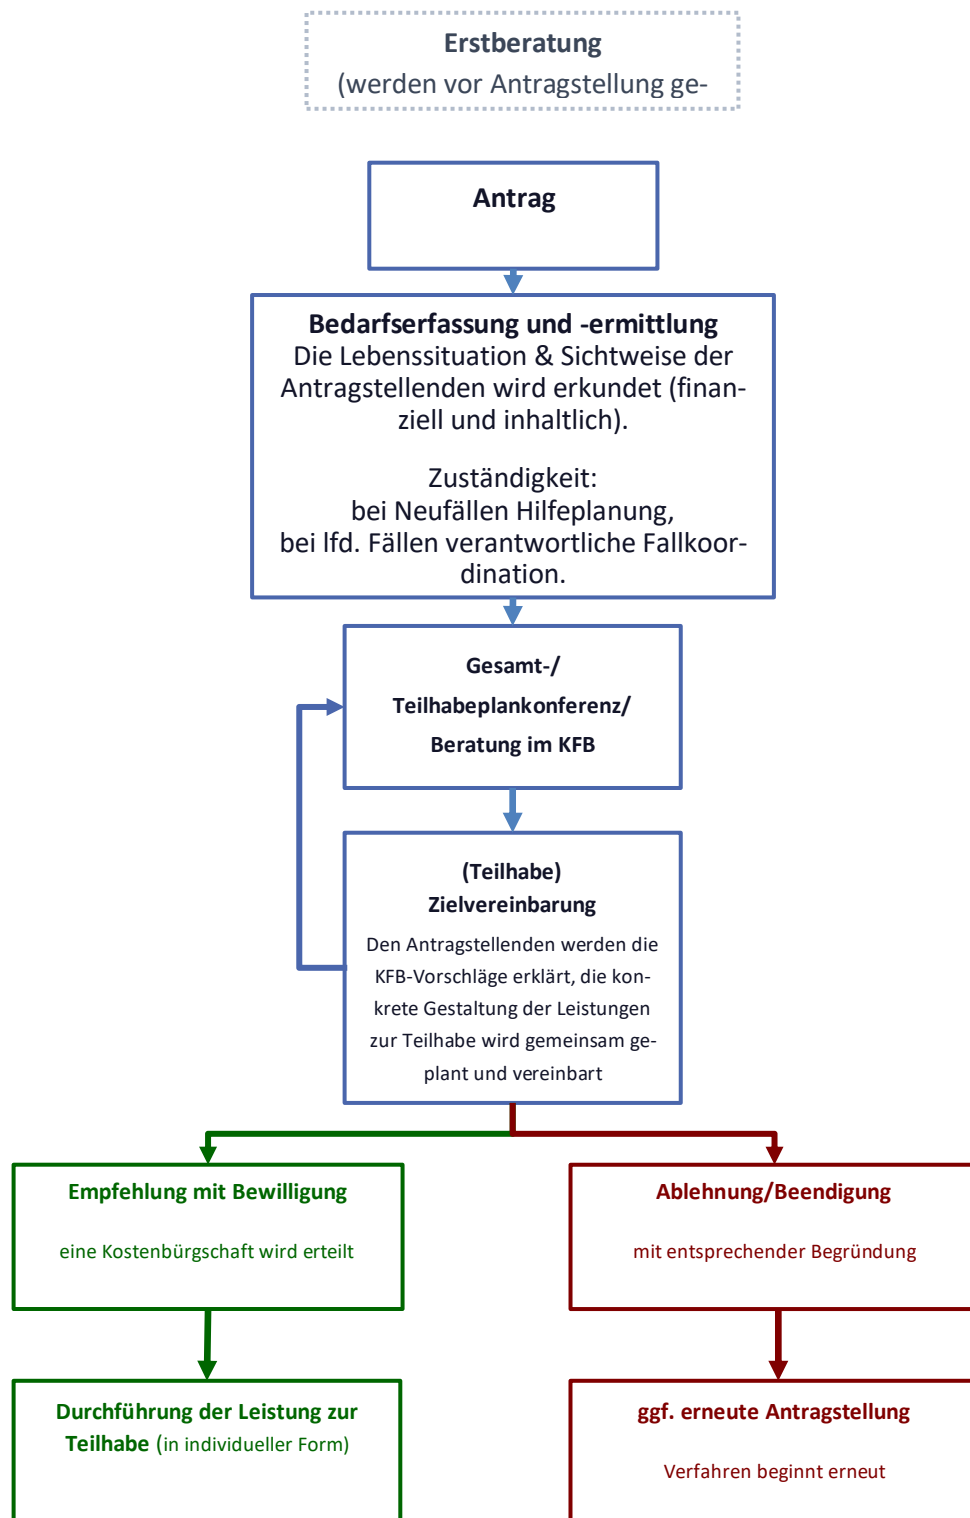 Erstberatung
(werden vor Antragstellung ge-
Antrag
Bedarfserfassung und -ermittlung
Die Lebenssituation & Sichtweise der
Antragstellenden wird erkundet (finan-
ziell und inhaltlich).
Zuständigkeit:
bei Neufällen Hilfeplanung,
bei lfd. Fällen verantwortliche Fallkoor-
dination.
Gesamt-/
Teilhabeplankonferenz/
Beratung im KFB
(Teilhabe)
Zielvereinbarung
Den Antragstellenden werden die
KFB-Vorschläge erklärt, die kon-
krete Gestaltung der Leistungen
zur Teilhabe wird gemeinsam ge-
plant und vereinbart
Empfehlung mit Bewilligung
eine Kostenbürgschaft wird erteilt
Ablehnung/Beendigung
mit entsprechender Begründung
Durchführung der Leistung zur
Teilhabe (in individueller Form)
ggf. erneute Antragstellung
Verfahren beginnt erneut